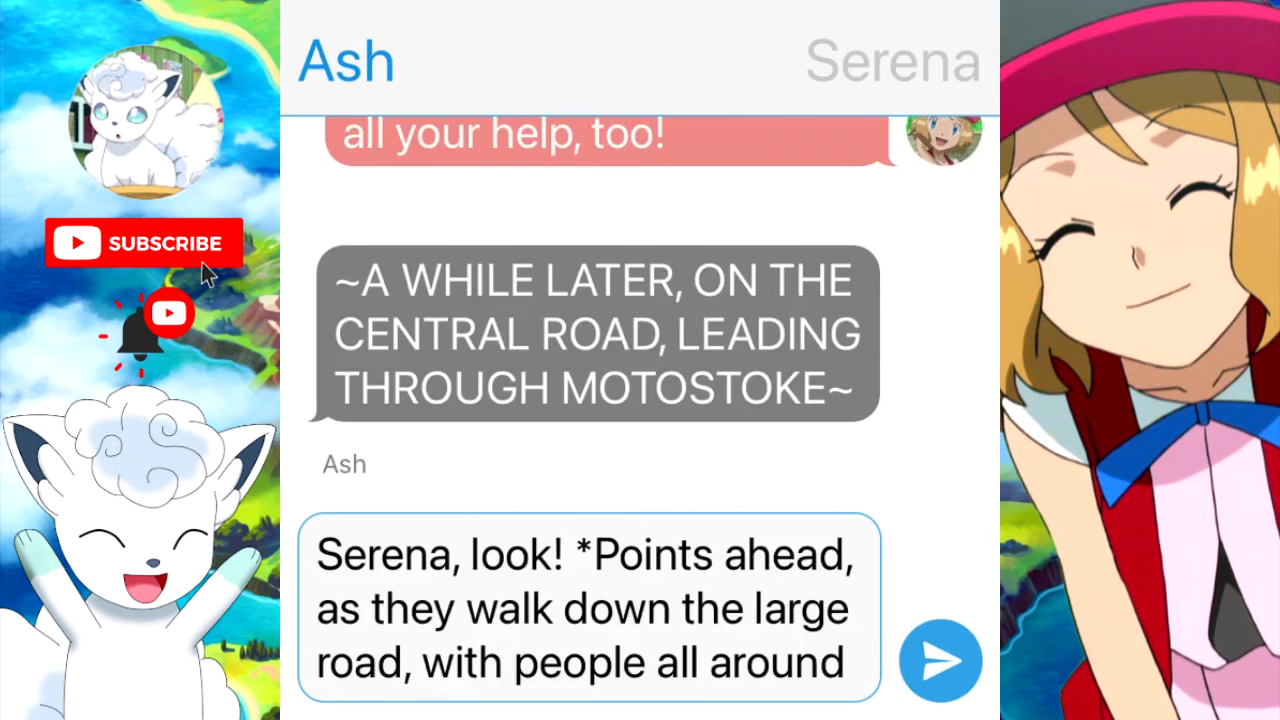 Ash
Serena
all your help, too!
SUBSCRIBE
~A WHILE LATER, ON THE
CENTRAL ROAD, LEADING
THROUGH MOTOSTOKE~
Ash
Serena, look! *Points ahead,
as they walk down the large
road, with people all around